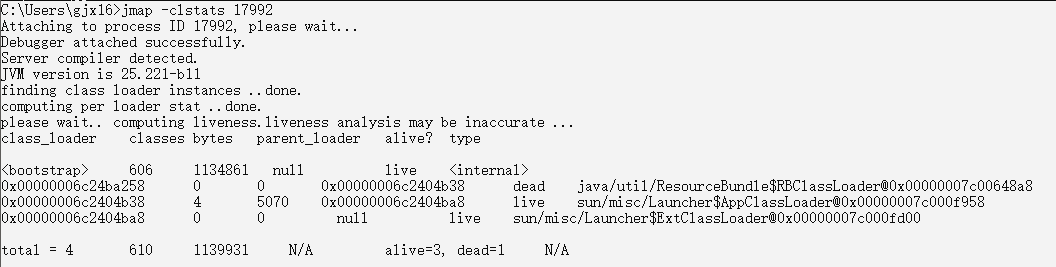 C:\Users\gjx16>jmap -clstats 17992
Attaching to process ID 17992, please wait...
Debugger attached successfully.
Server compiler detected.
JVM version is 25.221-b11
finding class loader instances ..done.
computing per loader stat ..done.
please wait.. computing liveness.liveness analysis may be inaccurate ...
class_loader classes bytes parent_loader alive? type
<bootstrap> 606 1134861 null live <internal>
0x00000006c24ba258 0 0 0x00000006c2404b38 dead java/util/ResourceBundle$RBClassLoader@0x00000007c00648a8
0x00000006c2404b38 4 5070 0x00000006c2404ba8 live sun/misc/Launcher$AppClassLoader@0x00000007c000f958
0x00000006c2404ba8 0 0 null live sun/misc/Launcher$ExtClassLoader@0x00000007c000fd00
total = 4 610 1139931 N/A alive=3, dead=1 N/A